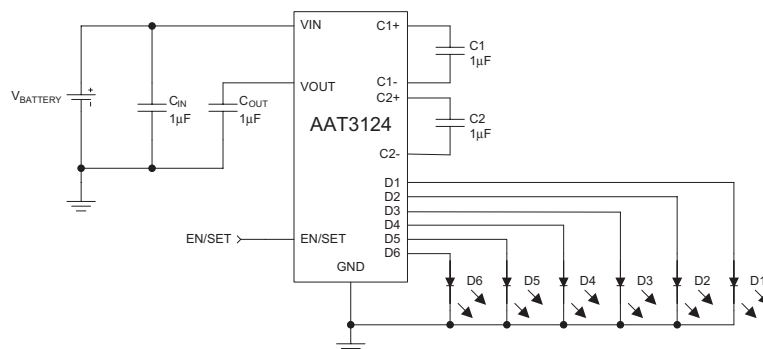 VIN
C1+
C1
1µF
VBATTERY
+
-
CIN
1µF
COUT
1µF
VOUT
C1-
C2+
AAT3124
C2
1µF
C2-
D1
D2
D3
D4
D5
D6
EN/SET
EN/SET
GND
D6
D5
D4
D3
D2
D1